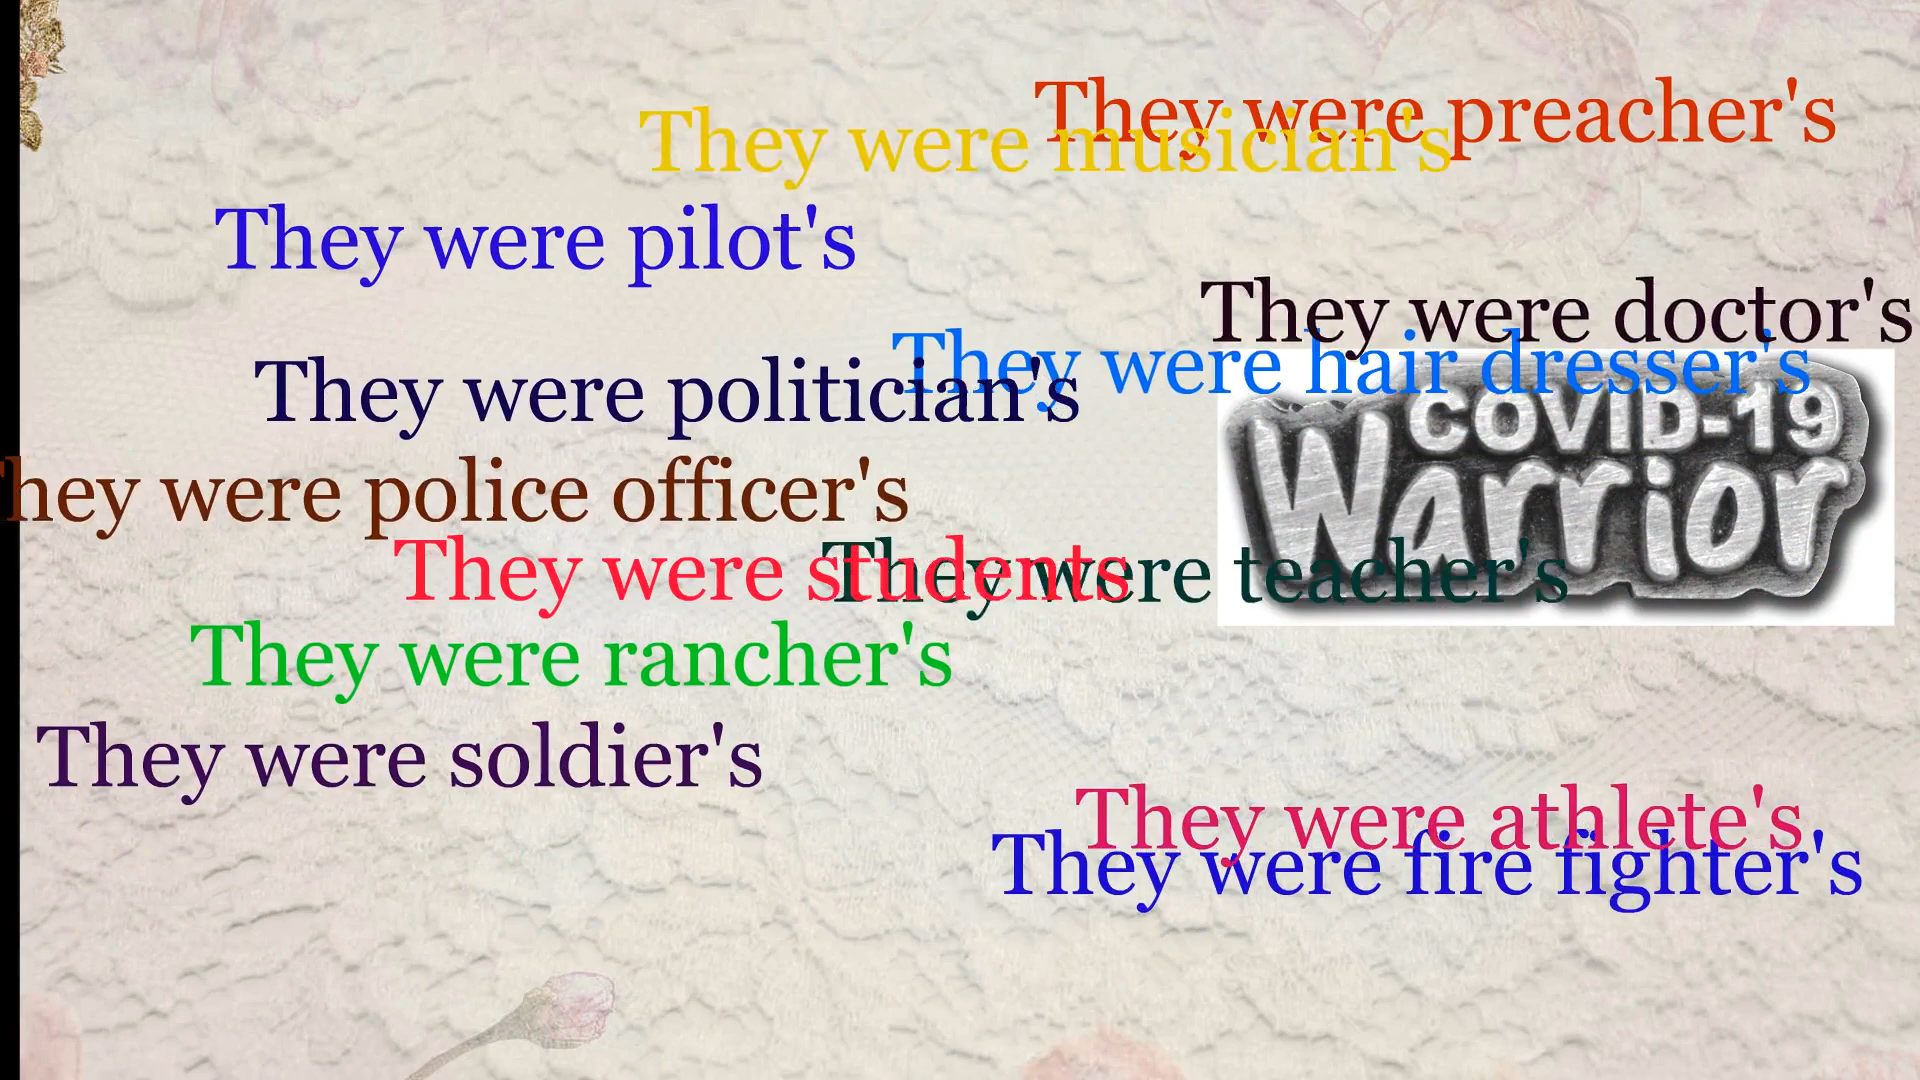 They were preacher's
They were musician's
They were pilot's
They were doctor's
They were hair dresser's
They were politician's
COVID-19
Warrior
They were police officer's
They were students
They were teacher's
They were rancher's
They were soldier's
They were athlete's
They were fire fighter's